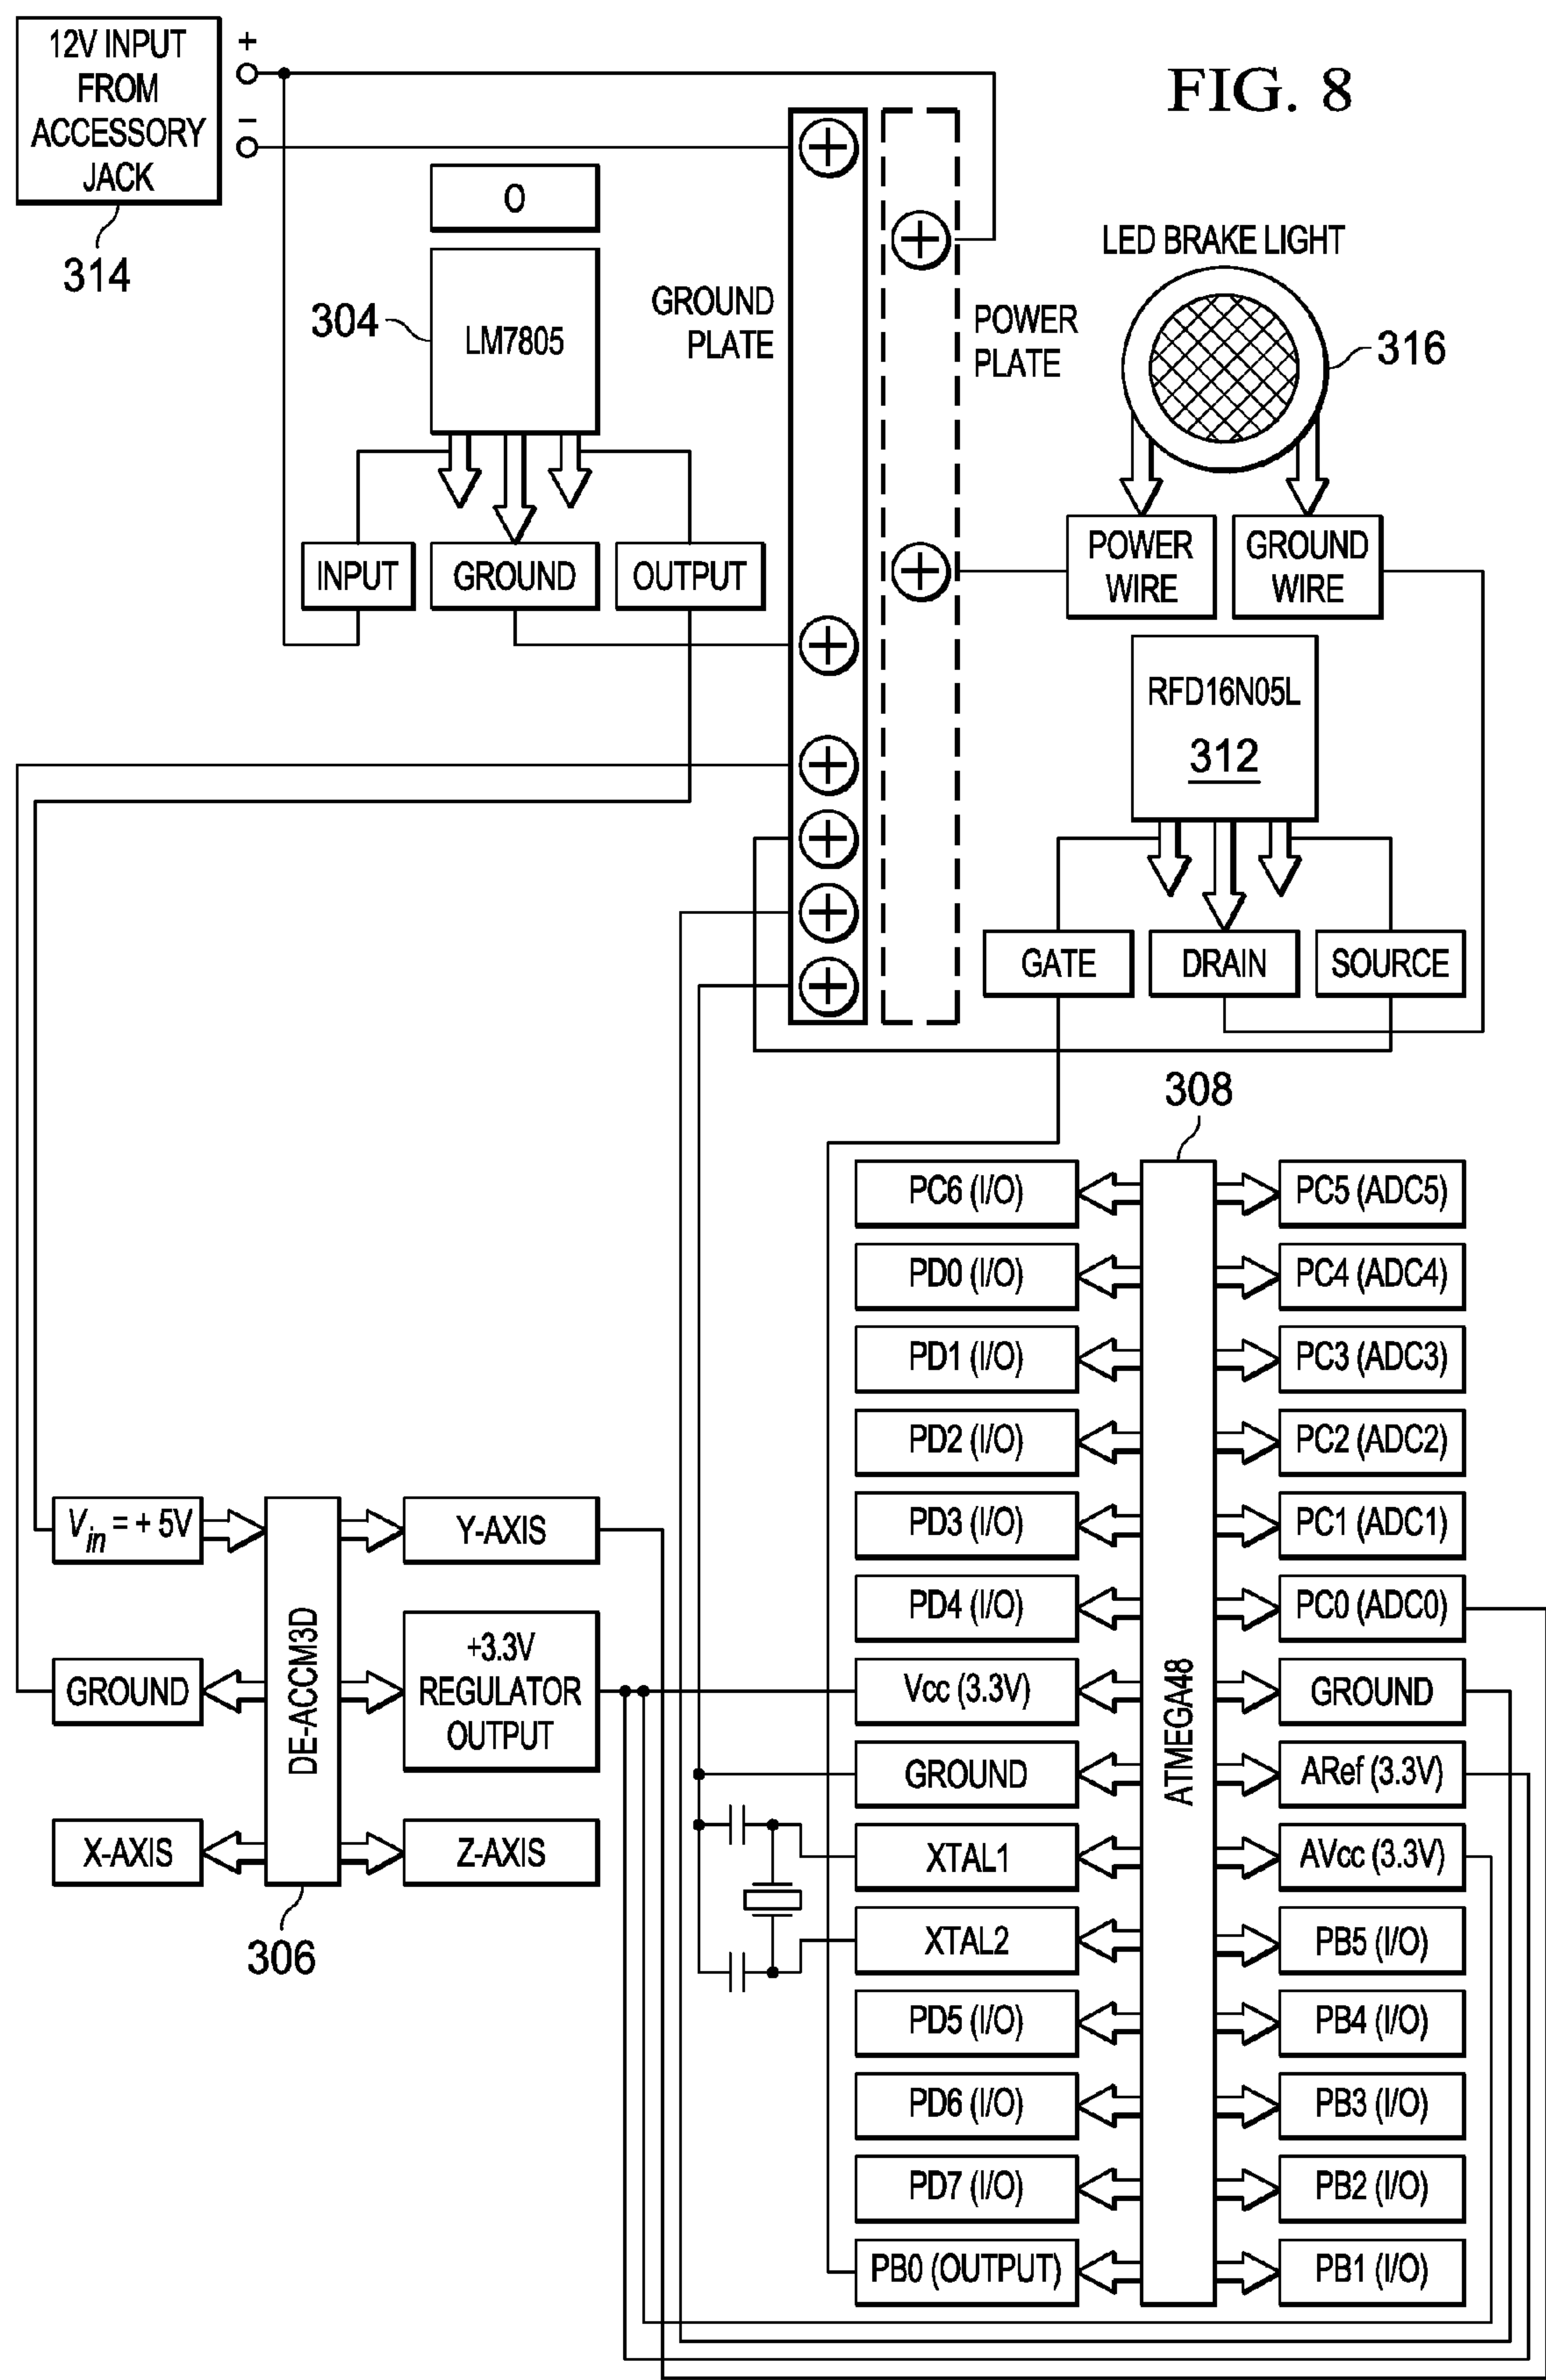 FIG. 8
12V INPUT
FROM
ACCESSORY
JACK
+
−
314
O
LM7805
304
INPUT
GROUND
OUTPUT
GROUND
PLATE
POWER
PLATE
LED BRAKE LIGHT
316
POWER
WIRE
GROUND
WIRE
RFD16N05L
312
GATE
DRAIN
SOURCE
308
PC6 (I/O)
PD0 (I/O)
PD1 (I/O)
PD2 (I/O)
PD3 (I/O)
PD4 (I/O)
Vcc (3.3V)
GROUND
XTAL1
XTAL2
PD5 (I/O)
PD6 (I/O)
PD7 (I/O)
PB0 (OUTPUT)
ATMEGA48
PC5 (ADC5)
PC4 (ADC4)
PC3 (ADC3)
PC2 (ADC2)
PC1 (ADC1)
PC0 (ADC0)
GROUND
ARef (3.3V)
AVcc (3.3V)
PB5 (I/O)
PB4 (I/O)
PB3 (I/O)
PB2 (I/O)
PB1 (I/O)
Vin = + 5V
GROUND
X-AXIS
DE-ACCM3D
306
Y-AXIS
+3.3V
REGULATOR
OUTPUT
Z-AXIS